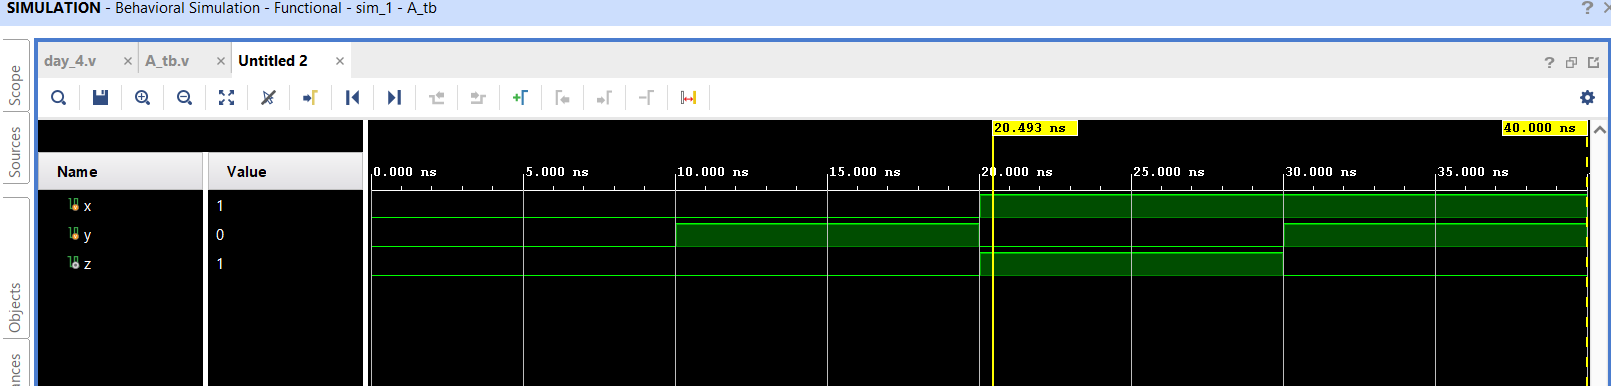 SIMULATION - Behavioral Simulation - Functional - sim_1 - A_tb
day_4.v
A_tb.v
Untitled 2
Scope
Sources
Objects
20.493 ns
40.000 ns
Name
Value
0.000 ns
5.000 ns
10.000 ns
15.000 ns
20.000 ns
25.000 ns
30.000 ns
35.000 ns
x
1
y
0
z
1